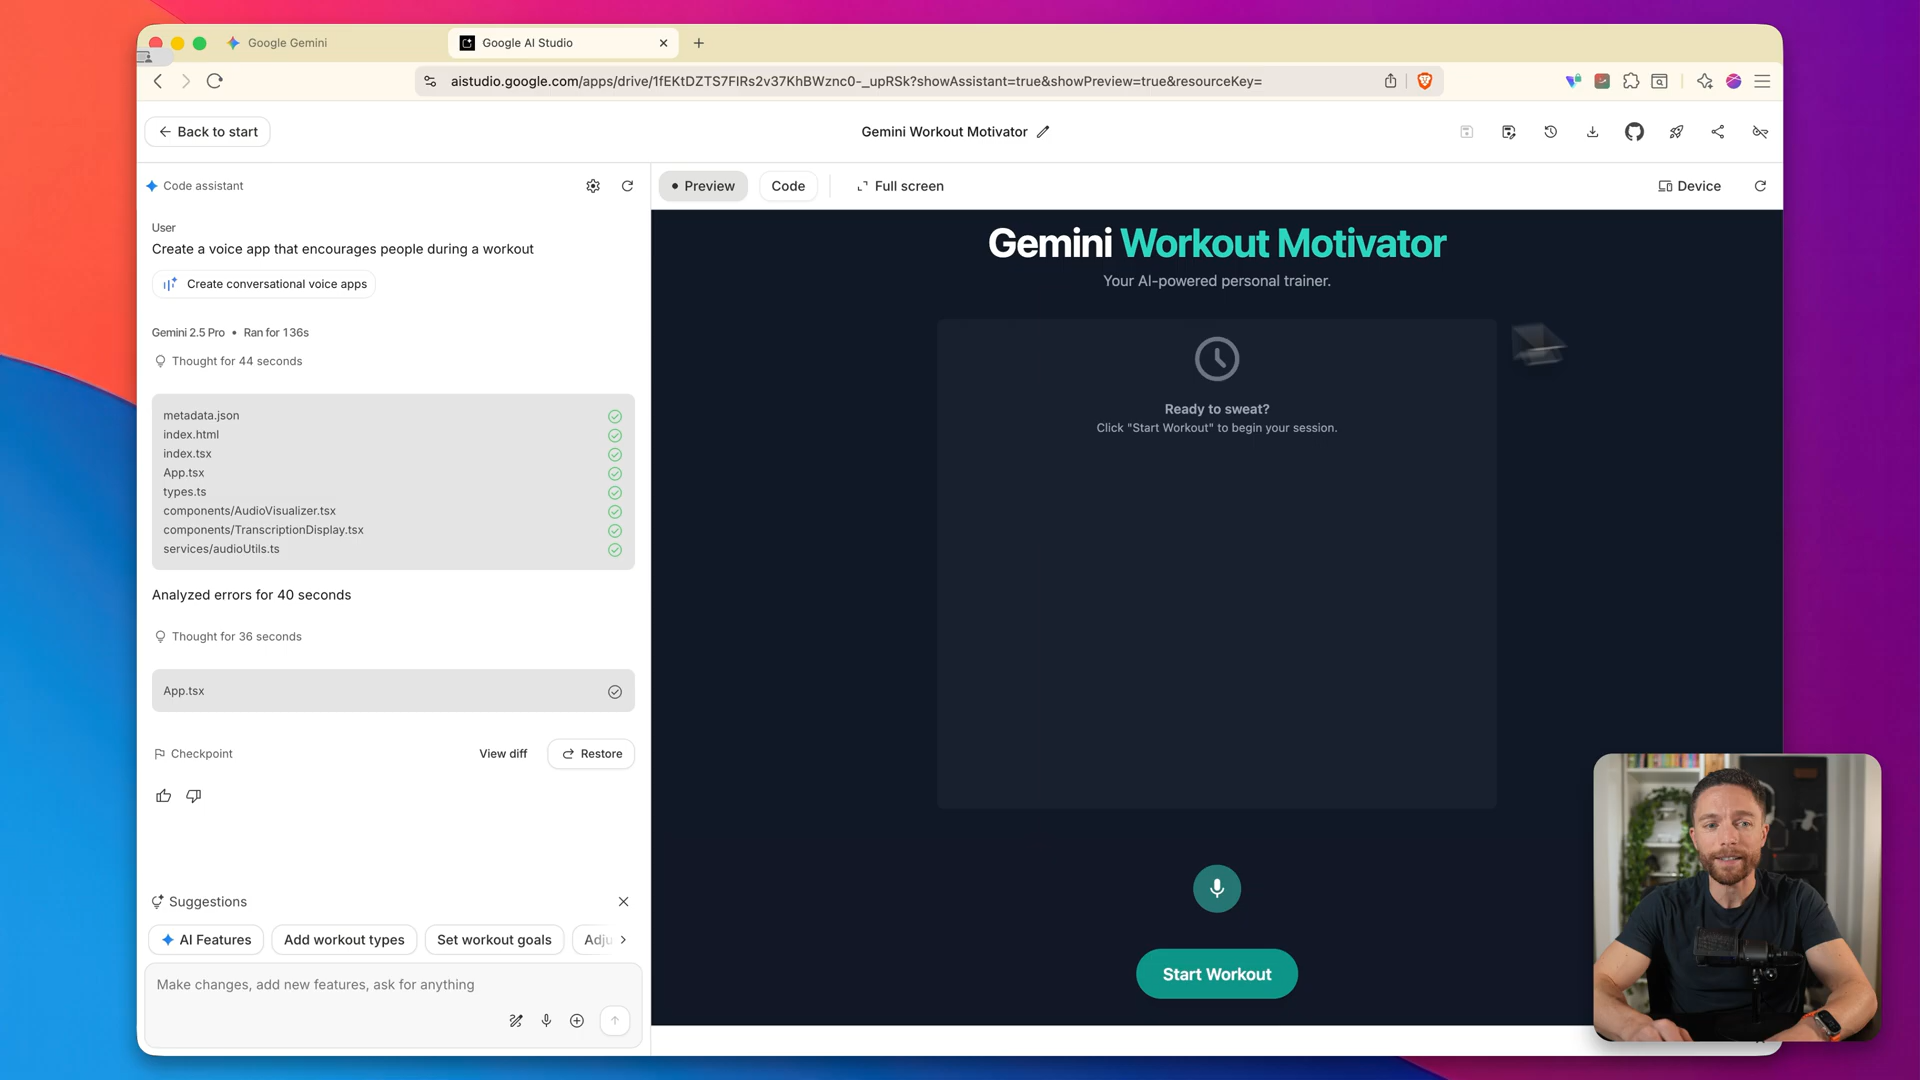 Google Gemini
Google AI Studio
aistudio.google.com/apps/drive/1fEKtDZTS7FIRs2v37KhBWznc0-_upRSk?showAssistant=true&showPreview=true&resourceKey=
Back to start
Gemini Workout Motivator
Code assistant
Preview
Code
Full screen
Device
User
Create a voice app that encourages people during a workout
Create conversational voice apps
Gemini 2.5 Pro • Ran for 136s
Thought for 44 seconds
metadata.json
index.html
index.tsx
App.tsx
types.ts
components/AudioVisualizer.tsx
components/TranscriptionDisplay.tsx
services/audioUtils.ts
Analyzed errors for 40 seconds
Thought for 36 seconds
App.tsx
Checkpoint
View diff
Restore
Suggestions
AI Features
Add workout types
Set workout goals
Adju
Make changes, add new features, ask for anything
Gemini Workout Motivator
Your AI-powered personal trainer.
Ready to sweat?
Click "Start Workout" to begin your session.
Start Workout